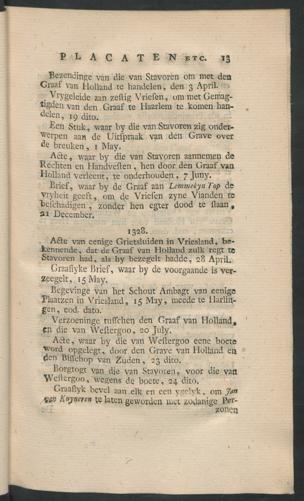 PLACATEN ETC. 13
Bezendinge van die van Stavoren om met den
Graaf van Holland te handelen, den 3 April.
Vrygeleide aan zestig Vriesen, om met Gemag-
tigden van den Graaf te Haerlem te komen han-
delen, 19 dito.
Een Stuk, waar by die van Stavoren zig onder-
werpen aan de Uitspraak van den Grave over
de breuken, 1 May.
Acte, waar by die van Stavoren aannemen de
Rechten en Handvesten, hen door den Graaf van
Holland verleent, te onderhouden, 7 Juny.
Brief, waar by de Graaf aan Lemmekyn Tap de
vryheit geeft, om de Vriesen zyne Vianden te
beschadigen, zonder hen egter dood te slaan,
21 December.
1328.
Acte van eenige Grietsluiden in Vriesland, be-
kennende, dat de Graaf van Holland zulk regt te
Stavoren had, als hy bezegelt hadde, 28 April.
Graaflyke Brief, waar by de voorgaande is ver-
zeegelt, 15 May.
Begevinge van het Schout Ambagt van eenige
Plaatzen in Vriesland, 15 May, meede te Harlin-
gen, eod. dato.
Verzoeninge tusschen den Graaf van Holland,
en die van Westergoo, 20 July.
Acte, waar by die van Westergoo eene boete
word opgelegt, door den Grave van Holland en
den Bisschop van Zuden, 23 dito.
Borgtogt van die van Stavoren, voor die van
Westergoo, wegens de boete, 24 dito.
Graaflyk bevel aan elk en een ygelyk, om Jan
van Kuyneren te laten geworden met zodanige Per-
zonen